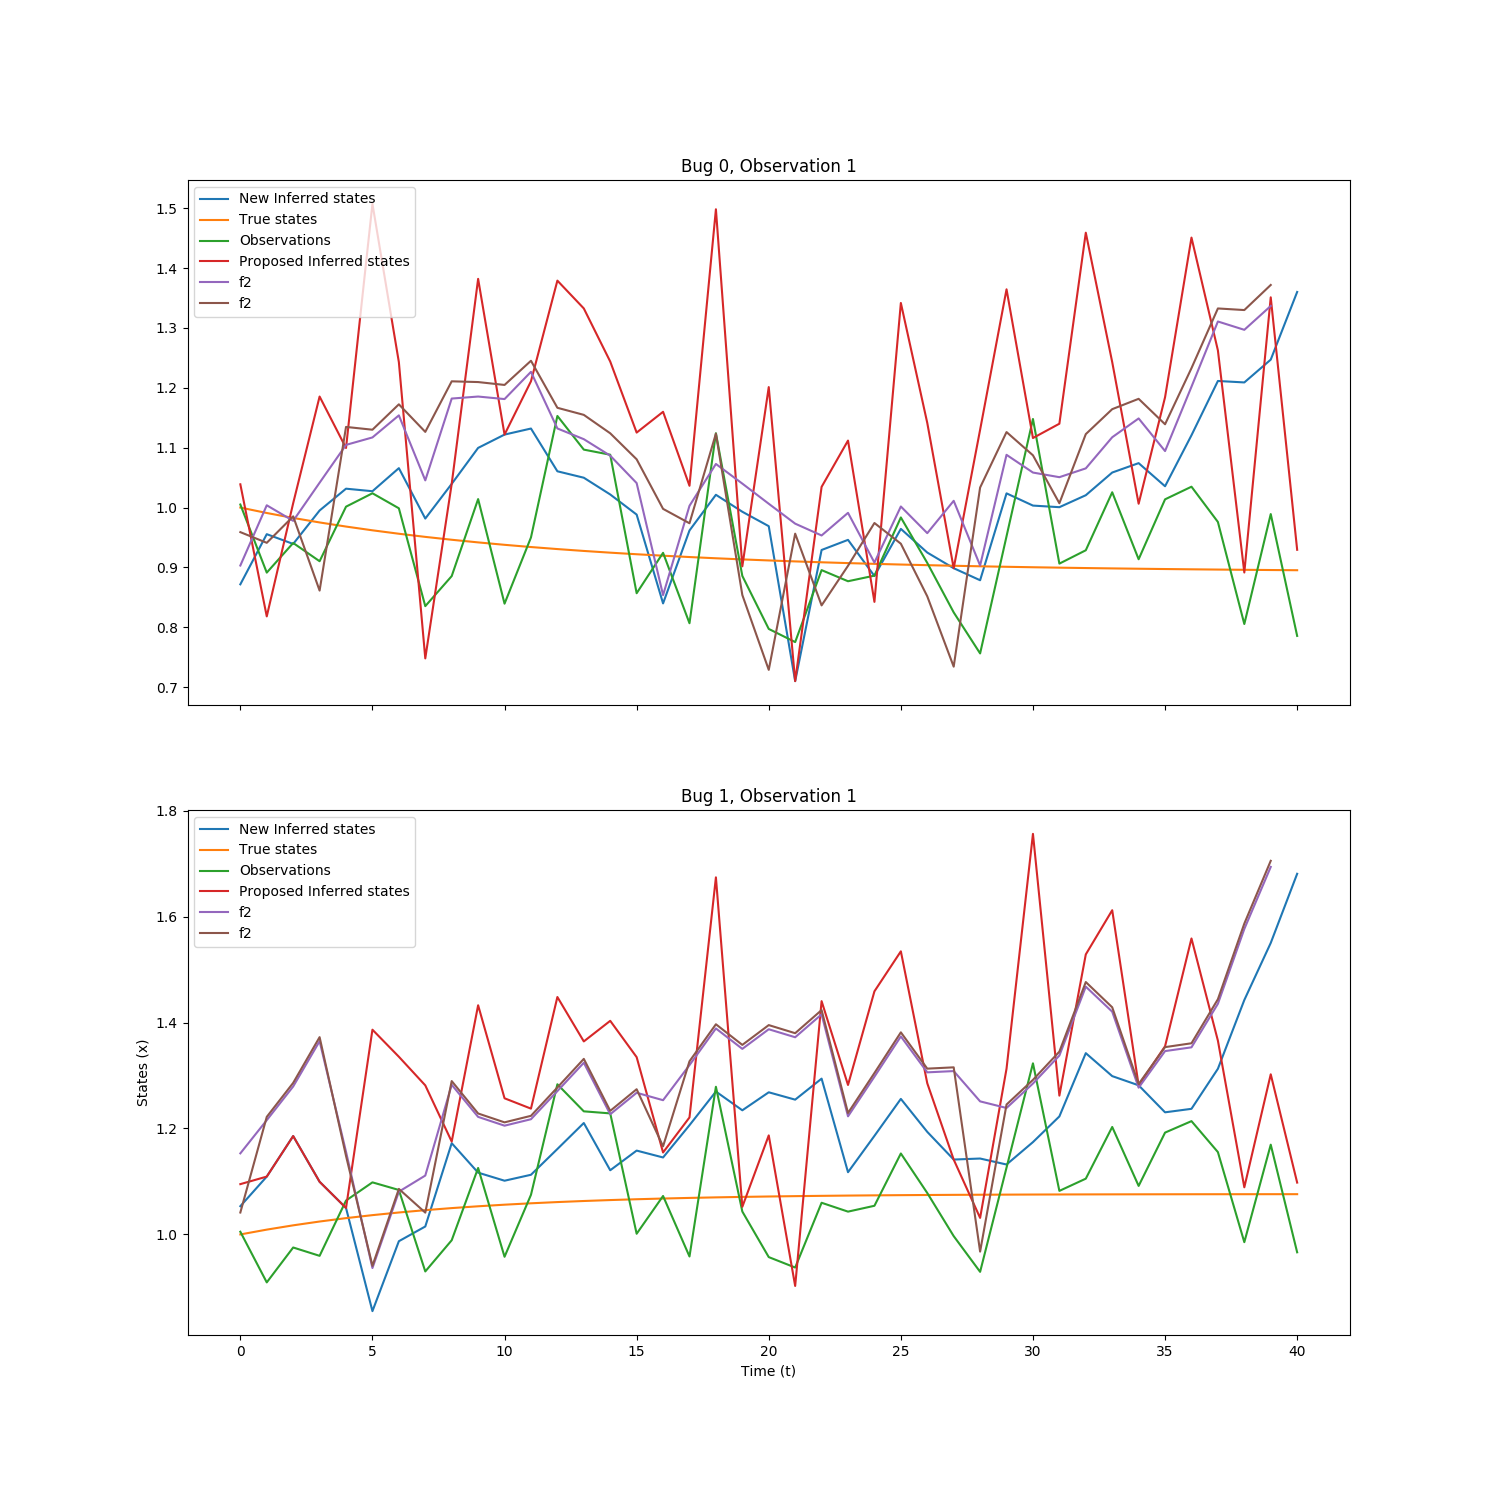 Bug 0, Observation 1
New Inferred states
True states
Observations
Proposed Inferred states
f2
f2
1.5
1.4
1.3
1.2
1.1
1.0
0.9
0.8
0.7
Bug 1, Observation 1
New Inferred states
True states
Observations
Proposed Inferred states
f2
f2
1.8
1.6
1.4
1.2
1.0
States (x)
0 5 10 15 20 25 30 35 40
Time (t)